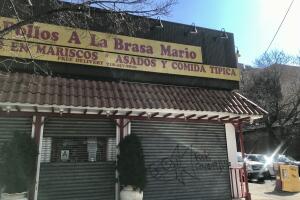 Pollos A La Brasa Mario
EN MARISCOS - ASADOS Y COMIDA TIPICA
FREE DELIVERY